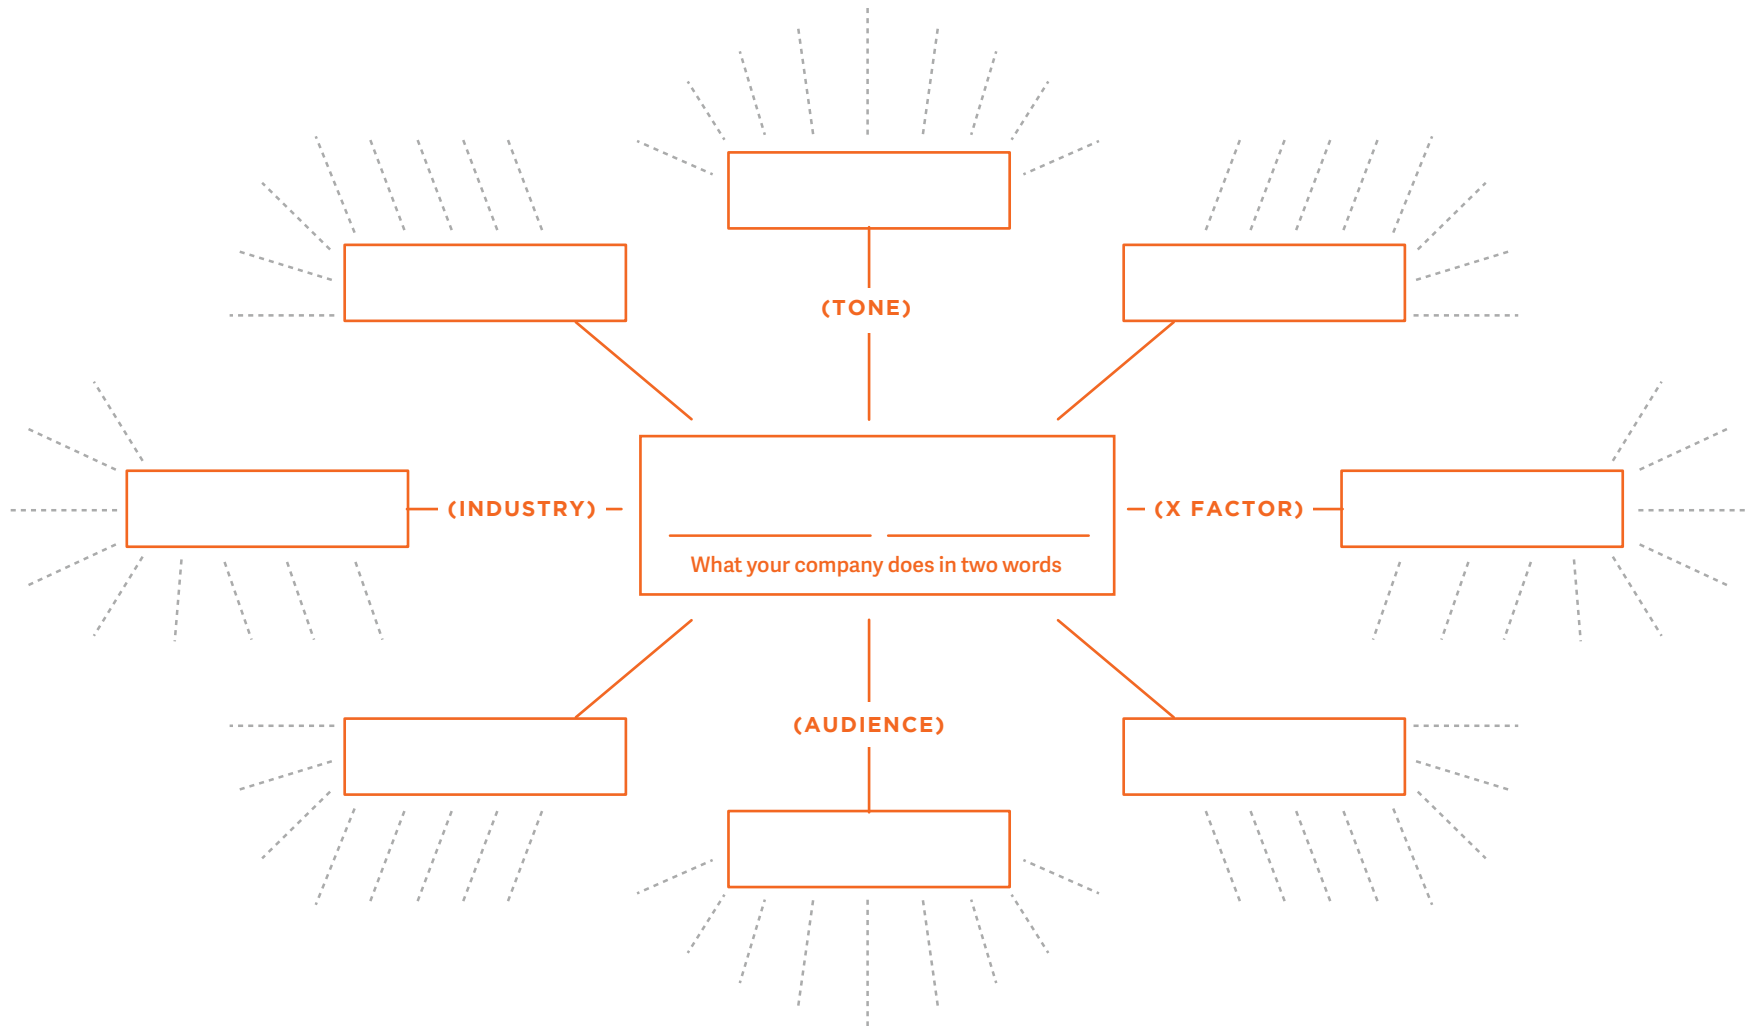 (TONE)
(INDUSTRY)
(X FACTOR)
What your company does in two words
(AUDIENCE)